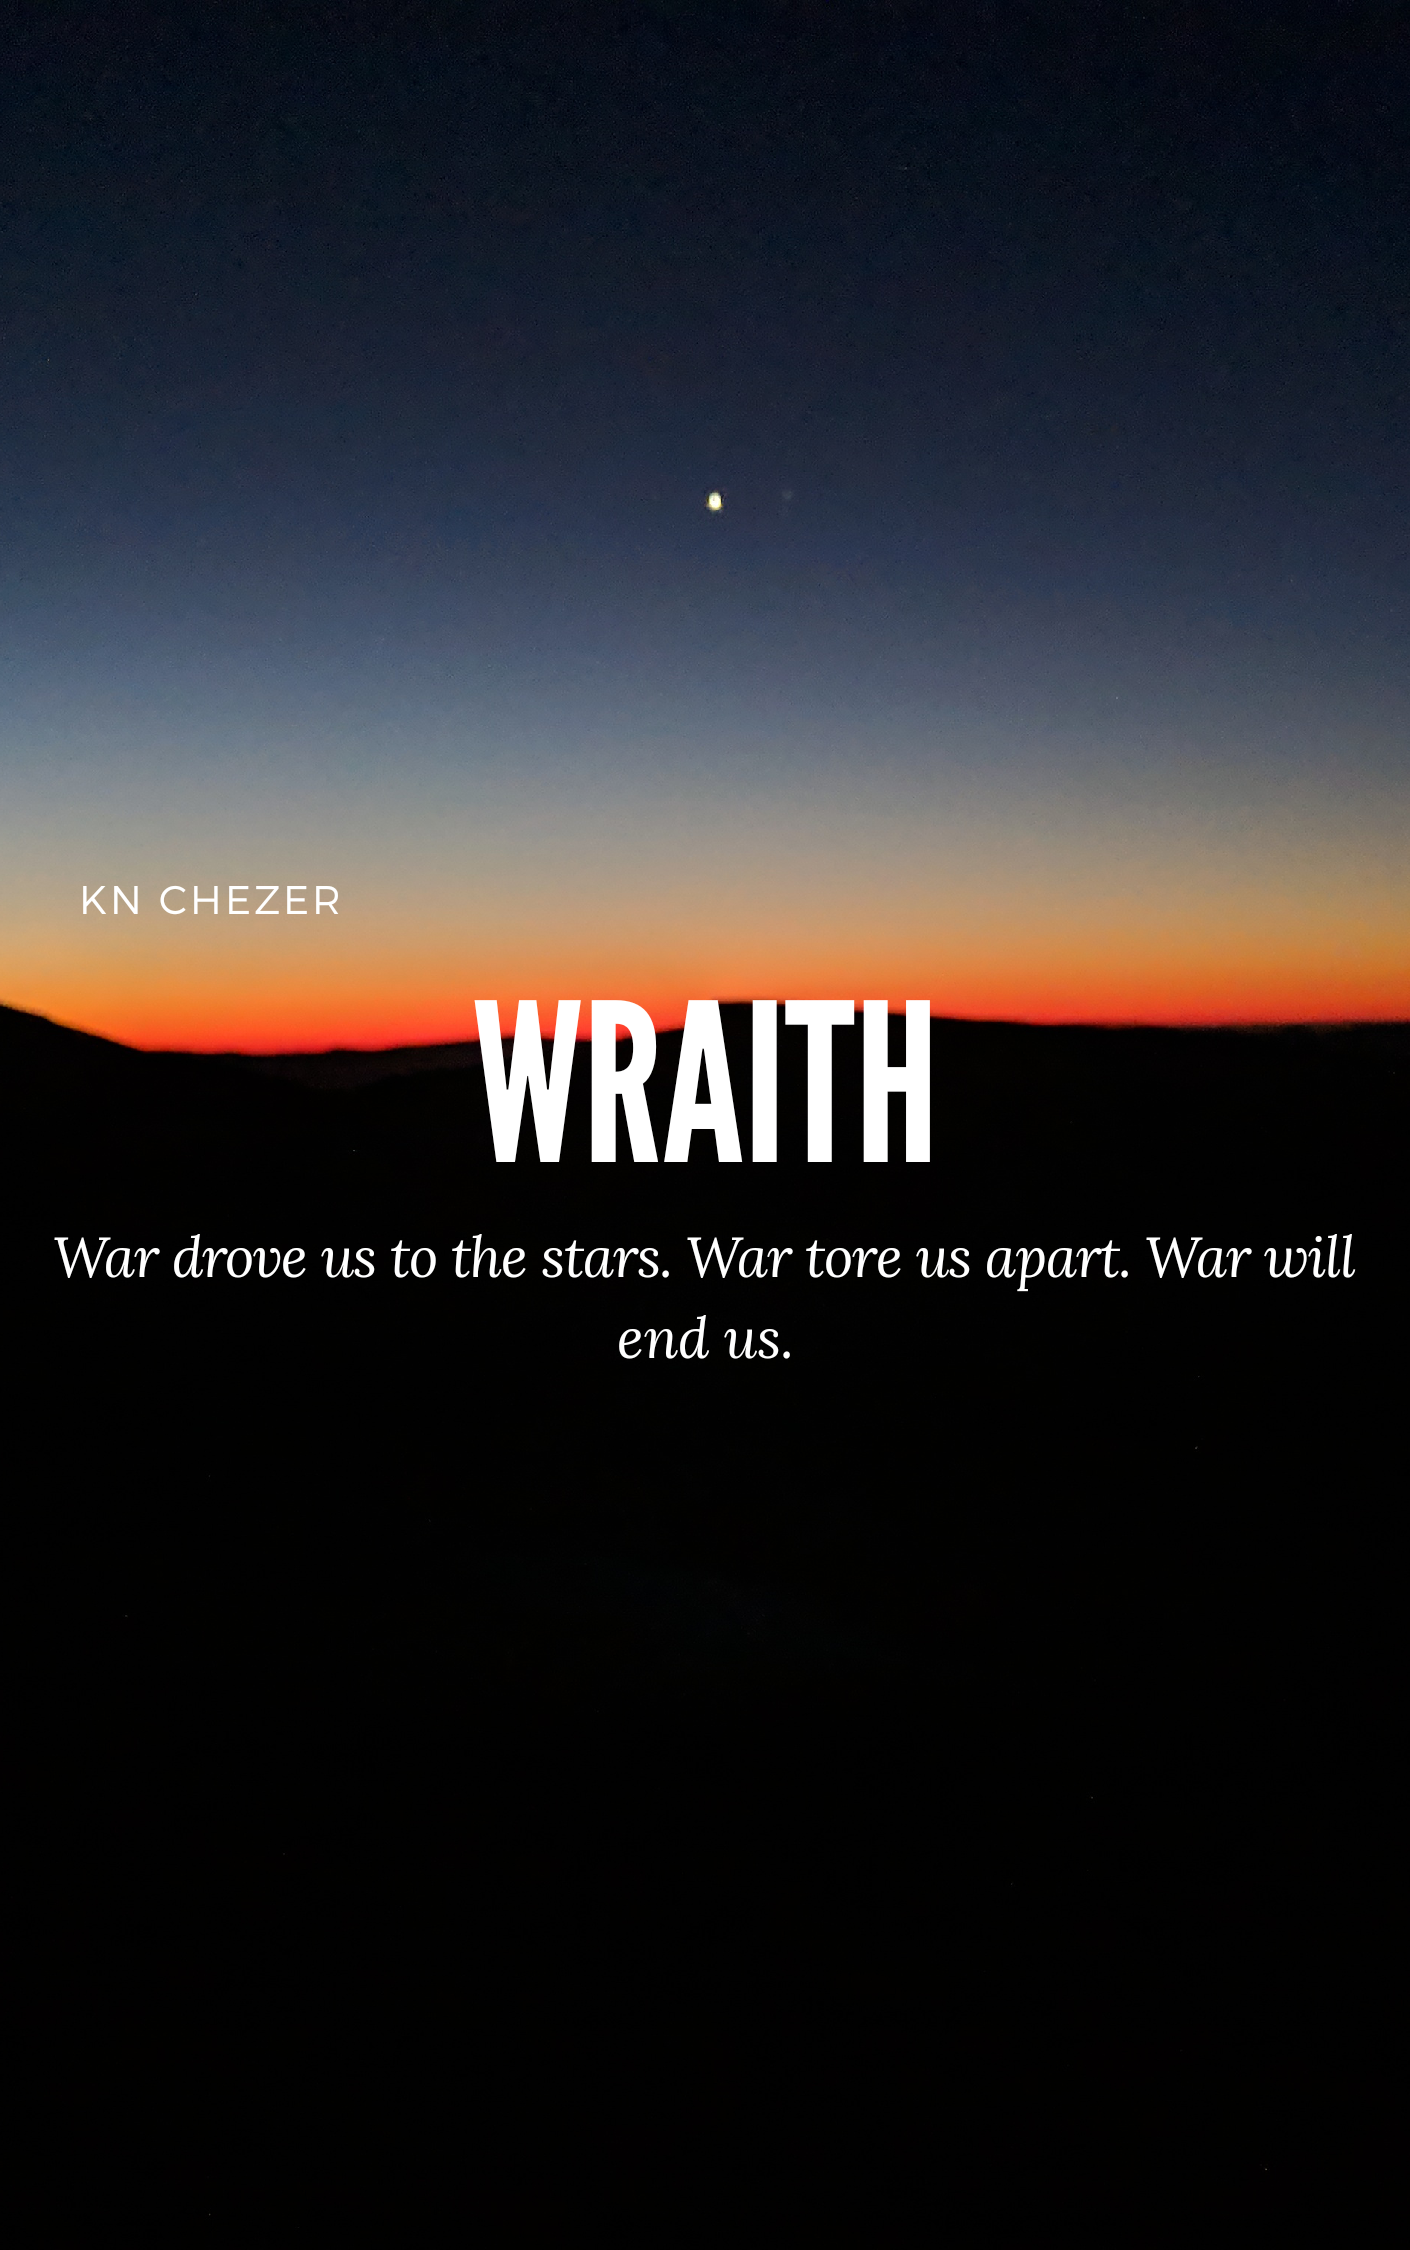 KN CHEZER
WRAITH
War drove us to the stars. War tore us apart. War will
end us.